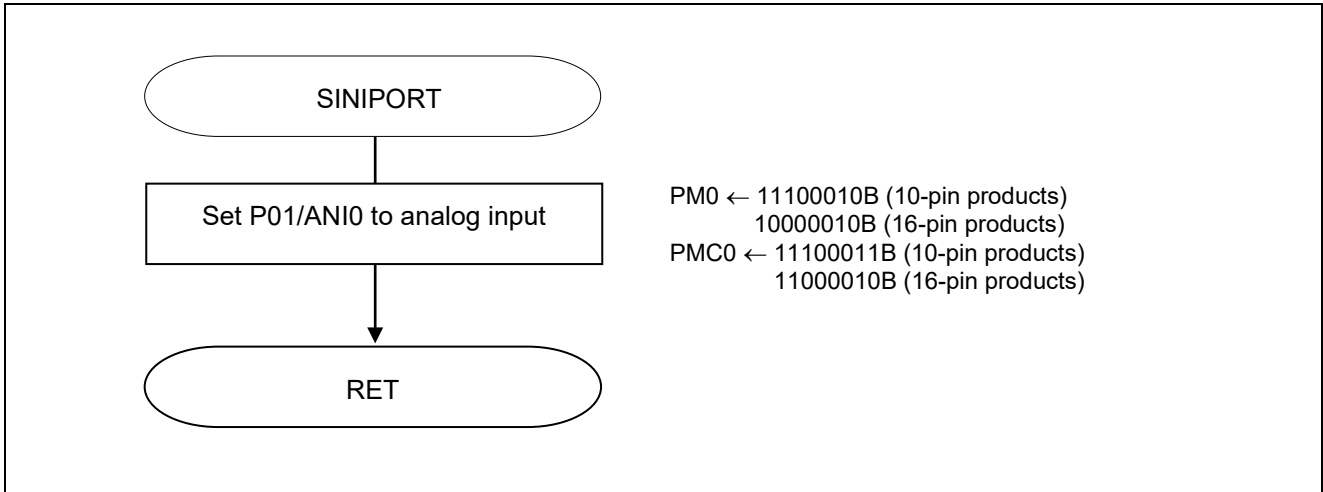 SINIPORT
Set P01/ANI0 to analog input
PM0 ← 11100010B (10-pin products)
10000010B (16-pin products)
PMC0 ← 11100011B (10-pin products)
11000010B (16-pin products)
RET